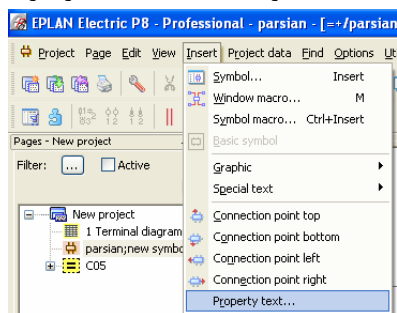 EPLAN Electric P8 - Professional - parsian - [=+/parsian
Project Page Edit View Insert Project data Find Options Ut
Symbol... Insert
Window macro... M
Symbol macro... Ctrl+Insert
Basic symbol
Graphic
Special text
Connection point top
Connection point bottom
Connection point left
Connection point right
Property text...
Pages - New project
Filter: ... Active
New project
1 Terminal diagram
parsian;new symbo
C05